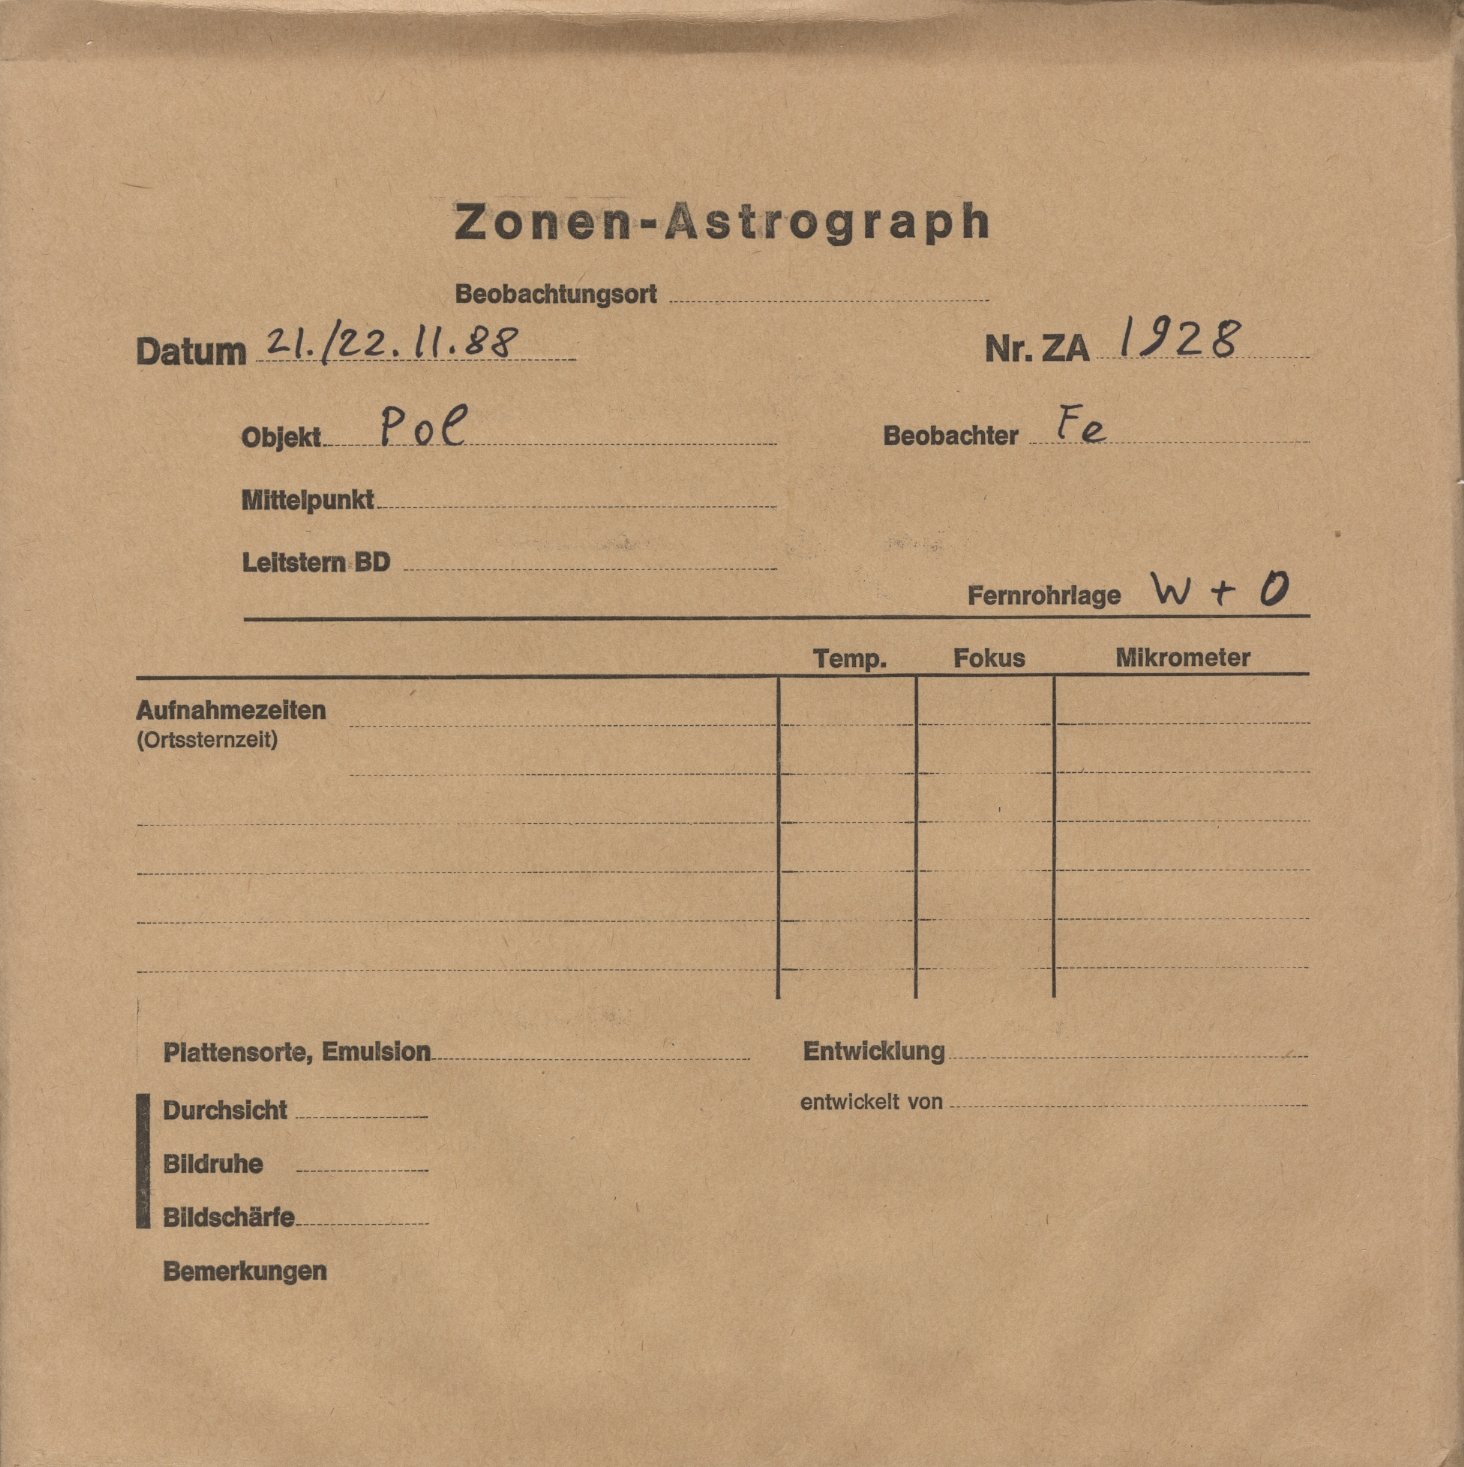 Zonen-Astrograph
Beobachtungsort
Datum 21./22.11.88 Nr. ZA 1928
Objekt Pol Beobachter Fe
Mittelpunkt
Leitstern BD
Fernrohrlage W + O
Temp. Fokus Mikrometer
Aufnahmezeiten
(Ortssternzeit)
Plattensorte, Emulsion Entwicklung
Durchsicht entwickelt von
Bildruhe
Bildschärfe
Bemerkungen